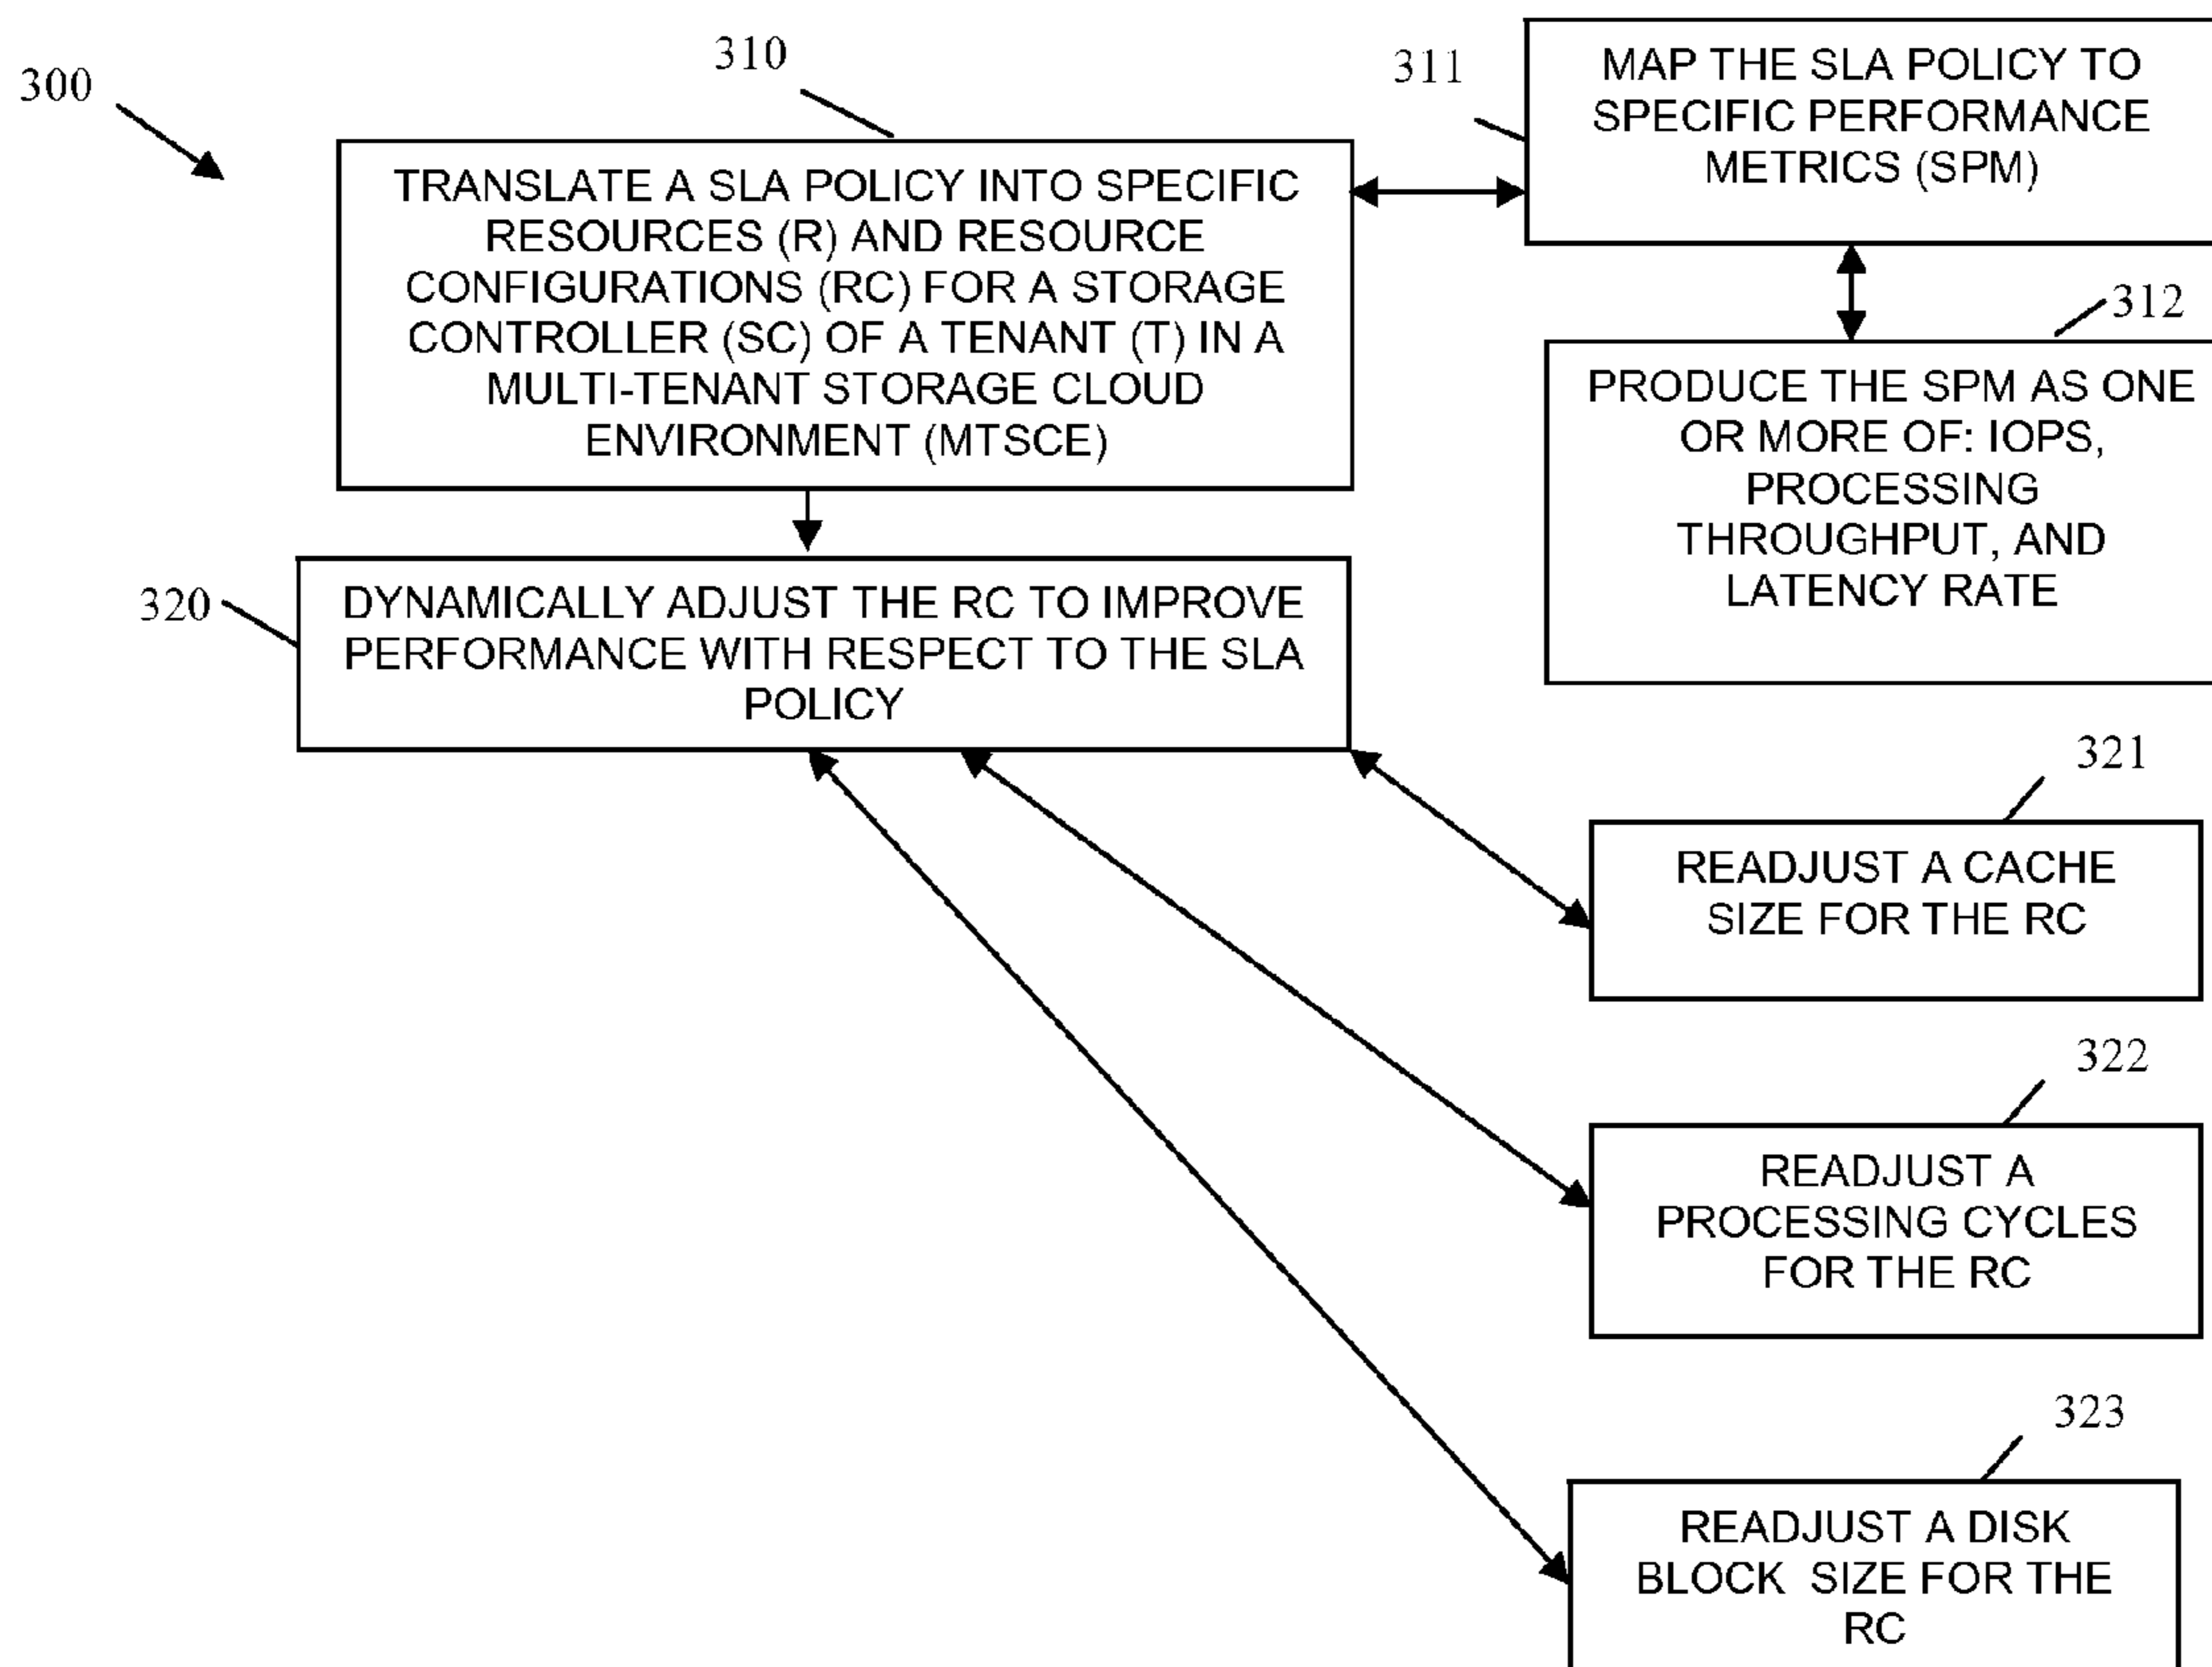 300
310
TRANSLATE A SLA POLICY INTO SPECIFIC
RESOURCES (R) AND RESOURCE
CONFIGURATIONS (RC) FOR A STORAGE
CONTROLLER (SC) OF A TENANT (T) IN A
MULTI-TENANT STORAGE CLOUD
ENVIRONMENT (MTSCE)
311
MAP THE SLA POLICY TO
SPECIFIC PERFORMANCE
METRICS (SPM)
312
PRODUCE THE SPM AS ONE
OR MORE OF: IOPS,
PROCESSING
THROUGHPUT, AND
LATENCY RATE
320
DYNAMICALLY ADJUST THE RC TO IMPROVE
PERFORMANCE WITH RESPECT TO THE SLA
POLICY
321
READJUST A CACHE
SIZE FOR THE RC
322
READJUST A
PROCESSING CYCLES
FOR THE RC
323
READJUST A DISK
BLOCK SIZE FOR THE
RC